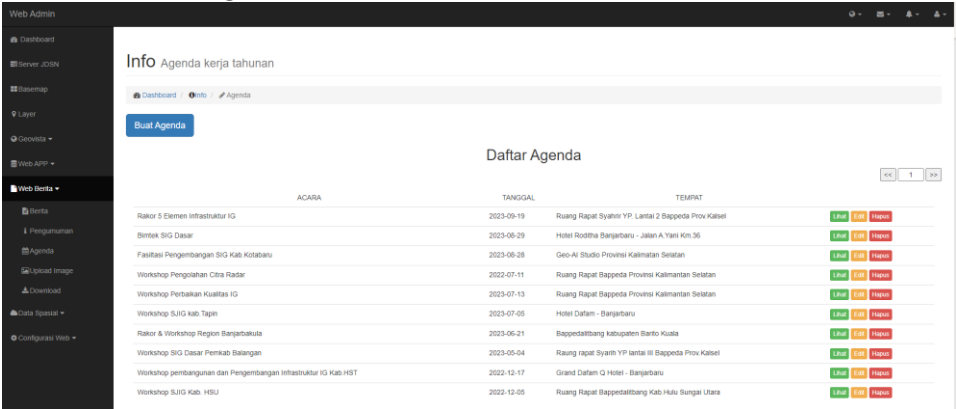 Web Admin
Dashboard
Server JDSN
Basemap
Layer
Geovista
Web APP
Web Berita
Berita
Pengumuman
Agenda
Upload Image
Download
Data Spasial
Configurasi Web
Info Agenda kerja tahunan
Dashboard / Info / Agenda
Buat Agenda
Daftar Agenda
<< 1 >>
ACARA TANGGAL TEMPAT
Rakor 5 Elemen Infrastruktur IG 2023-09-19 Ruang Rapat Syahrir YP. Lantai 2 Bappeda Prov.Kalsel Lihat Edit Hapus
Bimtek SIG Dasar 2023-08-29 Hotel Roditha Banjarbaru - Jalan A.Yani Km.36 Lihat Edit Hapus
Fasiltasi Pengembangan SIG Kab Kotabaru 2023-08-28 Geo-AI Studio Provinsi Kalimatan Selatan Lihat Edit Hapus
Workshop Pengolahan Citra Radar 2022-07-11 Ruang Rapat Bappeda Provinsi Kalimantan Selatan Lihat Edit Hapus
Workshop Perbaikan Kualitas IG 2023-07-13 Ruang Rapat Bappeda Provinsi Kalimantan Selatan Lihat Edit Hapus
Workshop SJIG kab Tapin 2023-07-05 Hotel Dafam - Banjarbaru Lihat Edit Hapus
Rakor & Workshop Region Banjarbakula 2023-06-21 Bappedalitbang kabupaten Barito Kuala Lihat Edit Hapus
Workshop SIG Dasar Pemkab Balangan 2023-05-04 Raung rapat Syarih YP lantai III Bappeda Prov.Kalsel Lihat Edit Hapus
Workshop pembangunan dan Pengembangan Infrastruktur IG Kab.HST 2022-12-17 Grand Dafam Q Hotel - Banjarbaru Lihat Edit Hapus
Workshop SJIG Kab. HSU 2022-12-05 Ruang Rapat Bappedalitbang Kab.Hulu Sungai Utara Lihat Edit Hapus